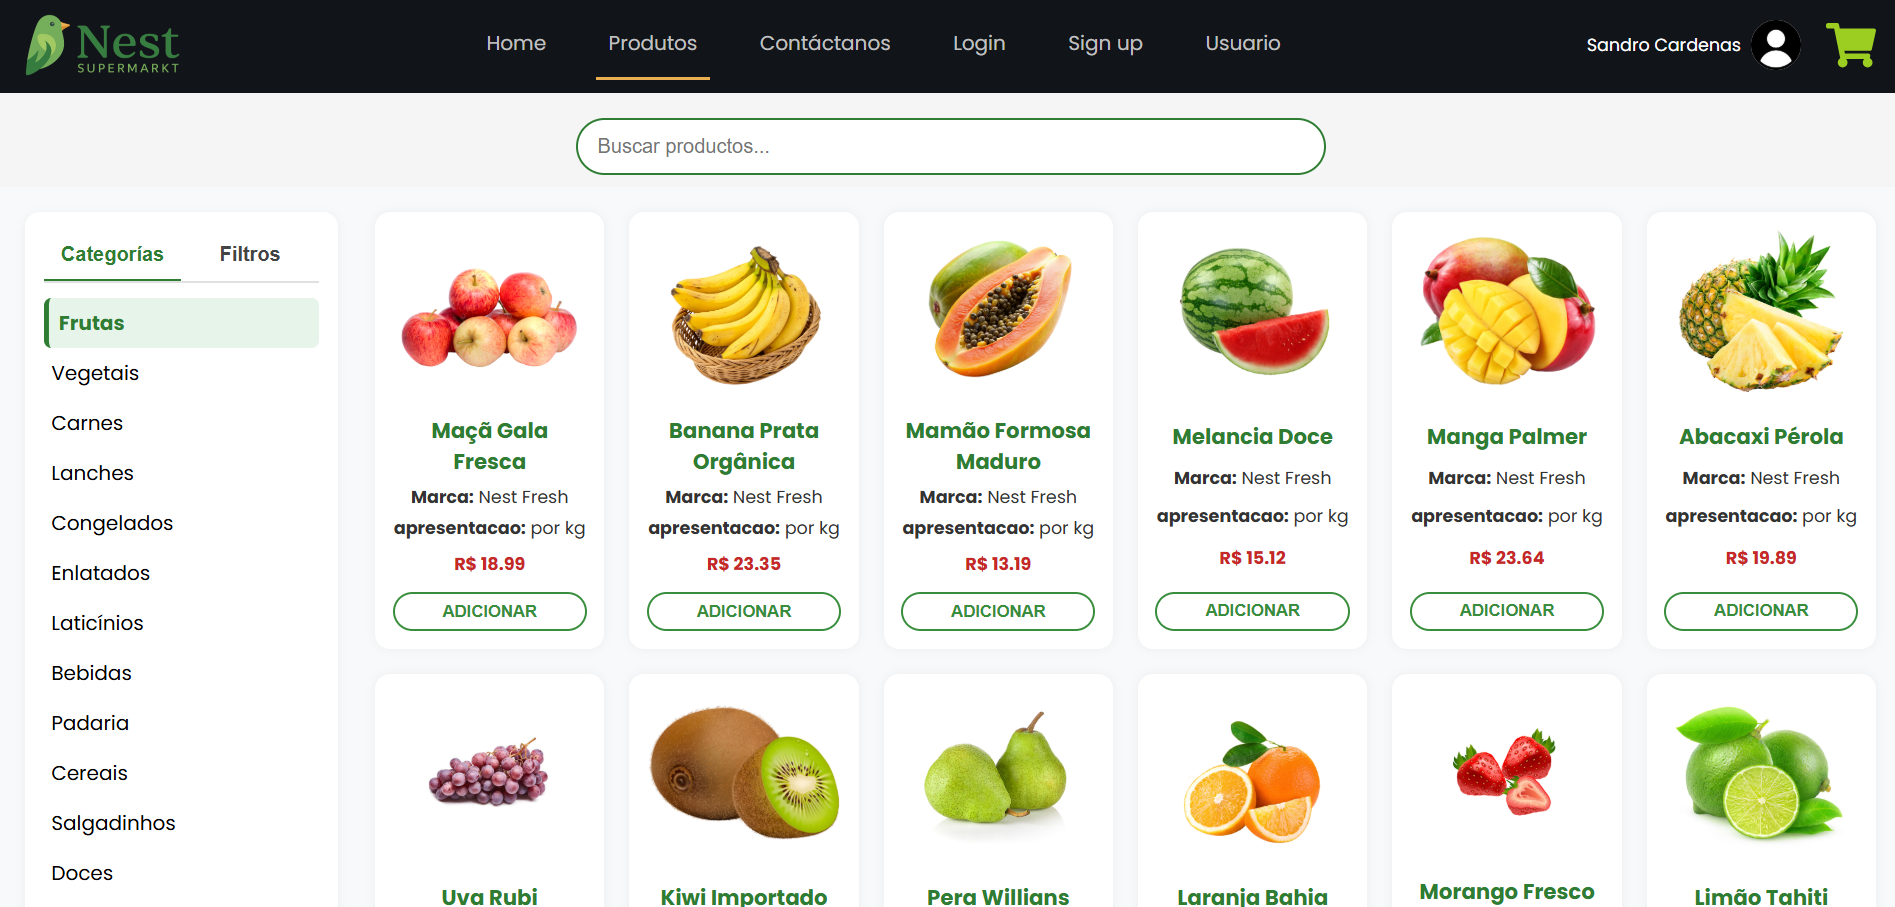 Nest
SUPERMARKT
Home Produtos Contáctanos Login Sign up Usuario
Sandro Cardenas
Buscar productos...
Categorías Filtros
Frutas
Vegetais
Carnes
Lanches
Congelados
Enlatados
Laticínios
Bebidas
Padaria
Cereais
Salgadinhos
Doces
Maçã Gala
Fresca
Marca: Nest Fresh
apresentacao: por kg
R$ 18.99
ADICIONAR
Banana Prata
Orgânica
Marca: Nest Fresh
apresentacao: por kg
R$ 23.35
ADICIONAR
Mamão Formosa
Maduro
Marca: Nest Fresh
apresentacao: por kg
R$ 13.19
ADICIONAR
Melancia Doce
Marca: Nest Fresh
apresentacao: por kg
R$ 15.12
ADICIONAR
Manga Palmer
Marca: Nest Fresh
apresentacao: por kg
R$ 23.64
ADICIONAR
Abacaxi Pérola
Marca: Nest Fresh
apresentacao: por kg
R$ 19.89
ADICIONAR
Uva Rubi
Kiwi Importado
Pera Willians
Laranja Bahia
Morango Fresco
Limão Tahiti